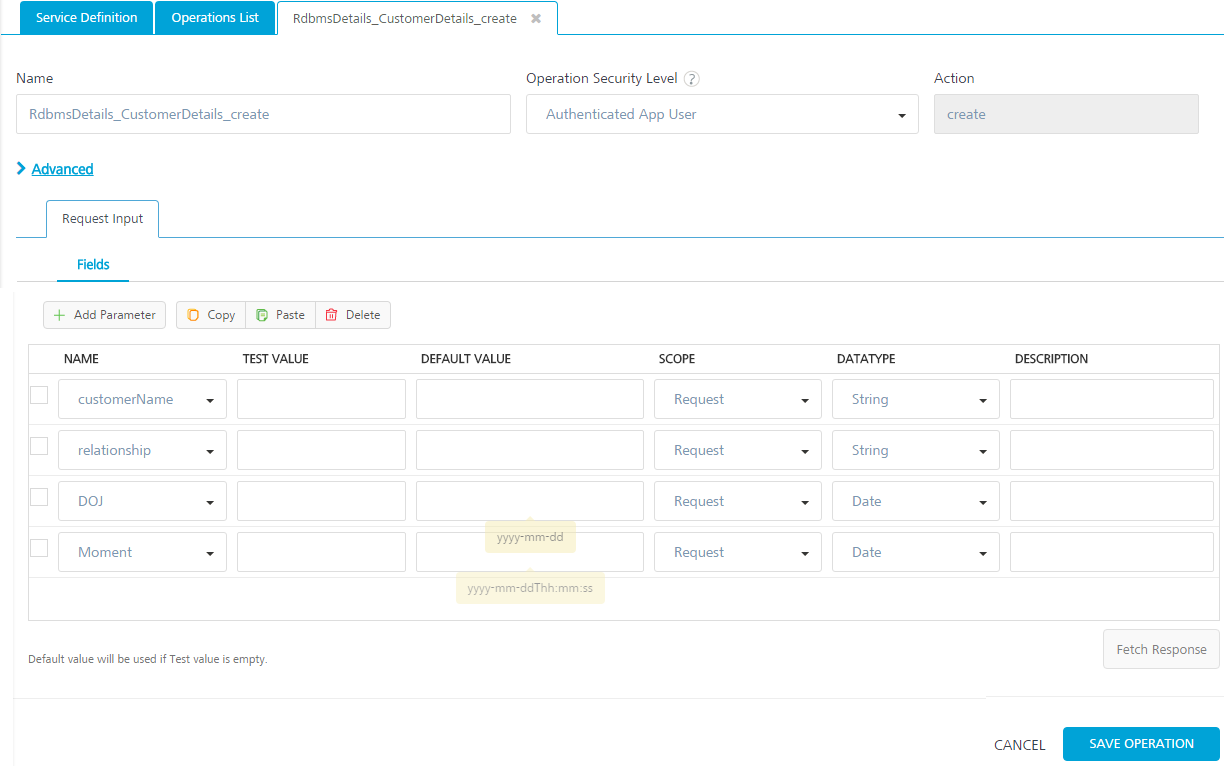 Service Definition Operations List RdbmsDetails_CustomerDetails_create ✖
Name Operation Security Level ? Action
RdbmsDetails_CustomerDetails_create Authenticated App User create
Advanced
Request Input
Fields
+ Add Parameter Copy Paste Delete
NAME TEST VALUE DEFAULT VALUE SCOPE DATATYPE DESCRIPTION
customerName Request String
relationship Request String
DOJ Request Date
yyyy-mm-dd
Moment Request Date
yyyy-mm-ddThh:mm:ss
Default value will be used if Test value is empty. Fetch Response
CANCEL SAVE OPERATION